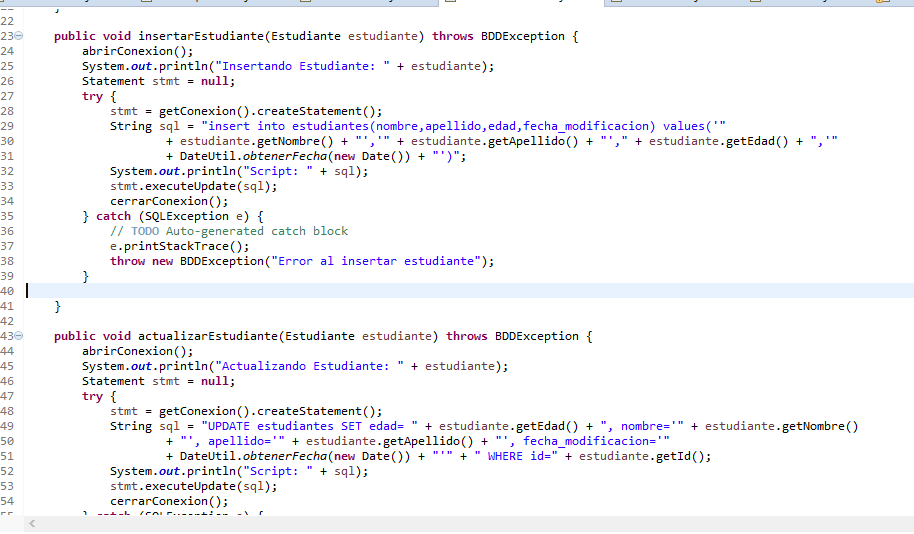 22
23 public void insertarEstudiante(Estudiante estudiante) throws BDDException {
24 abrirConexion();
25 System.out.println("Insertando Estudiante: " + estudiante);
26 Statement stmt = null;
27 try {
28 stmt = getConexion().createStatement();
29 String sql = "insert into estudiantes(nombre,apellido,edad,fecha_modificacion) values('"
30 + estudiante.getNombre() + "','" + estudiante.getApellido() + "'," + estudiante.getEdad() + ",'"
31 + DateUtil.obtenerFecha(new Date()) + "')";
32 System.out.println("Script: " + sql);
33 stmt.executeUpdate(sql);
34 cerrarConexion();
35 } catch (SQLException e) {
36 // TODO Auto-generated catch block
37 e.printStackTrace();
38 throw new BDDException("Error al insertar estudiante");
39 }
40
41 }
42
43 public void actualizarEstudiante(Estudiante estudiante) throws BDDException {
44 abrirConexion();
45 System.out.println("Actualizando Estudiante: " + estudiante);
46 Statement stmt = null;
47 try {
48 stmt = getConexion().createStatement();
49 String sql = "UPDATE estudiantes SET edad= " + estudiante.getEdad() + ", nombre='" + estudiante.getNombre()
50 + "', apellido='" + estudiante.getApellido() + "', fecha_modificacion='"
51 + DateUtil.obtenerFecha(new Date()) + "'" + " WHERE id=" + estudiante.getId();
52 System.out.println("Script: " + sql);
53 stmt.executeUpdate(sql);
54 cerrarConexion();